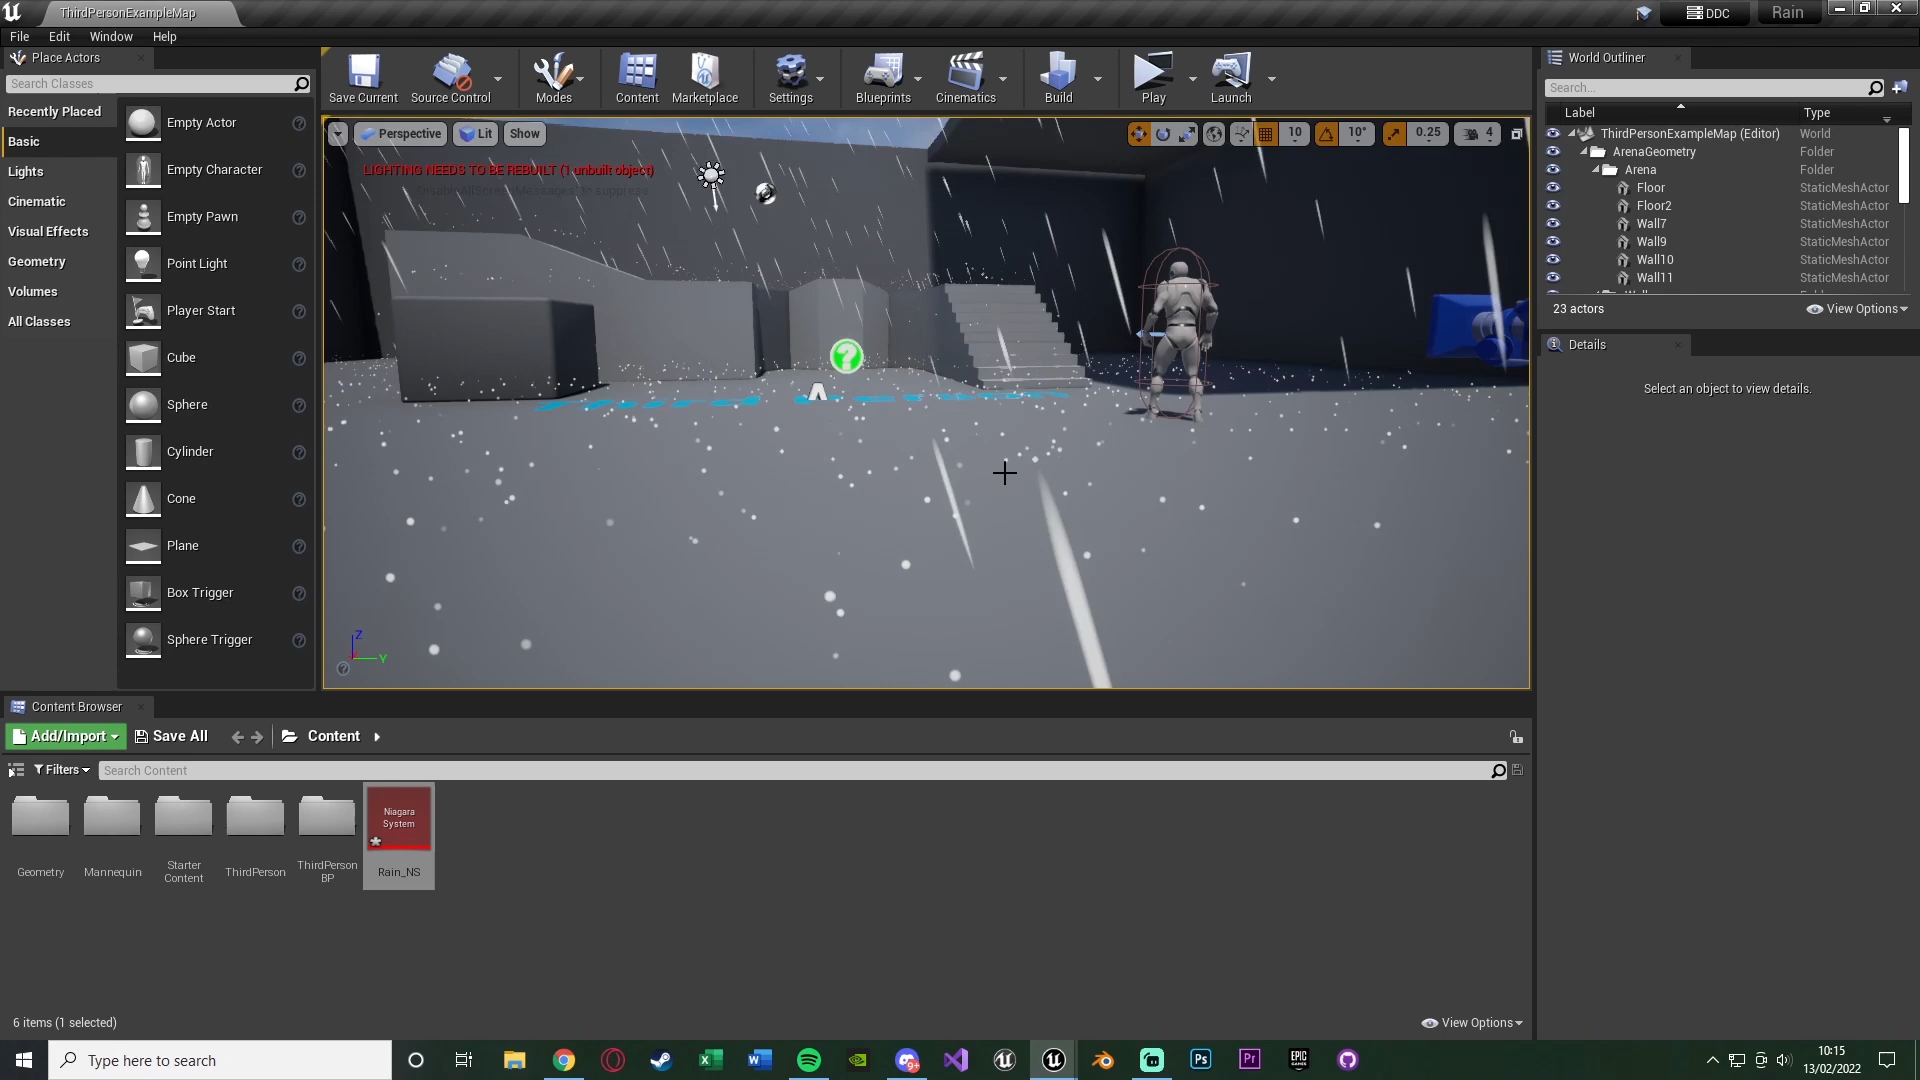 ThirdPersonExampleMap
DDC
Rain
File Edit Window Help
Place Actors
Search Classes
Recently Placed
Basic
Lights
Cinematic
Visual Effects
Geometry
Volumes
All Classes
Empty Actor
Empty Character
Empty Pawn
Point Light
Player Start
Cube
Sphere
Cylinder
Cone
Plane
Box Trigger
Sphere Trigger
Save Current
Source Control
Modes
Content
Marketplace
Settings
Blueprints
Cinematics
Build
Play
Launch
Perspective
Lit
Show
10
10°
0.25
4
LIGHTING NEEDS TO BE REBUILT (1 unbuilt object)
'DisableAllScreenMessages' to suppress
Z
Y
World Outliner
Search...
Label Type
ThirdPersonExampleMap (Editor) World
ArenaGeometry Folder
Arena Folder
Floor StaticMeshActor
Floor2 StaticMeshActor
Wall7 StaticMeshActor
Wall9 StaticMeshActor
Wall10 StaticMeshActor
Wall11 StaticMeshActor
23 actors
View Options
Details
Select an object to view details.
Content Browser
Add/Import
Save All
Content
Filters
Search Content
Geometry
Mannequin
Starter
Content
ThirdPerson
ThirdPerson
BP
Niagara
System
Rain_NS
6 items (1 selected)
View Options
Type here to search
10:15
13/02/2022